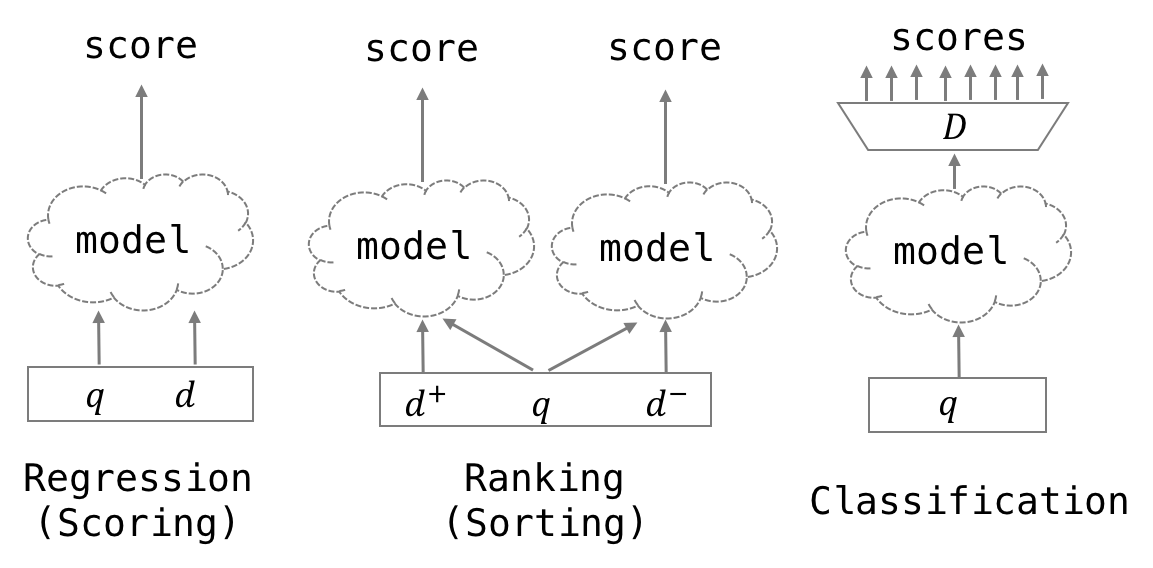 score
model
q d
Regression
(Scoring)
score score
model model
d⁺ q d⁻
Ranking
(Sorting)
scores
D
model
q
Classification